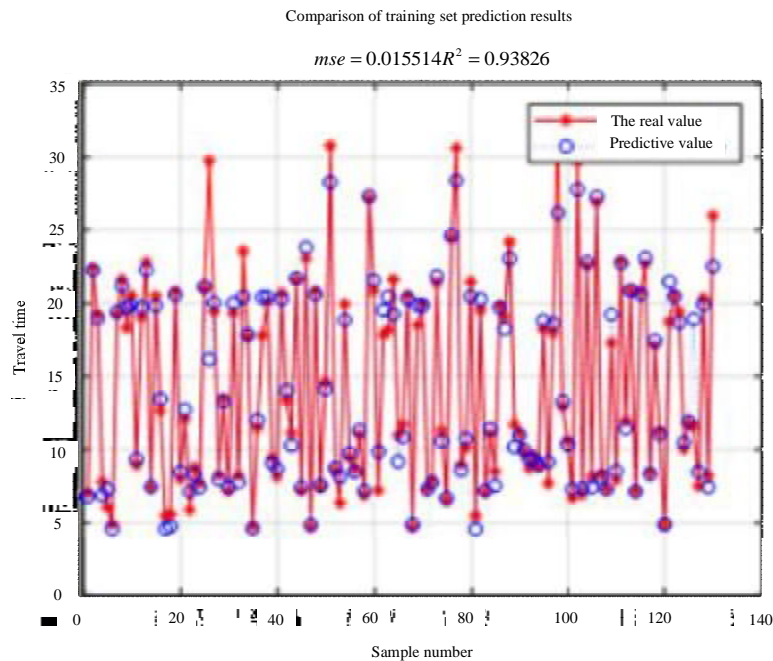 Comparison of training set prediction results
mse = 0.015514R² = 0.93826
35
30
25
20
15
10
5
0
Travel time
The real value
Predictive value
0 20 40 60 80 100 120 140
Sample number